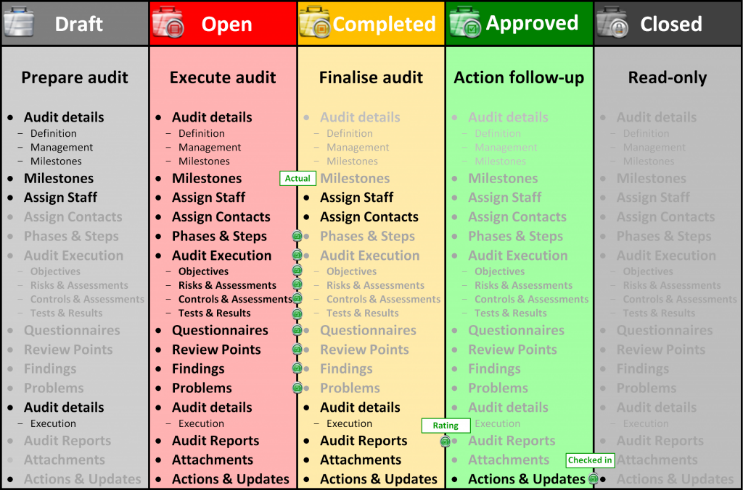 Draft
Open
Completed
Approved
Closed
Prepare audit
Execute audit
Finalise audit
Action follow-up
Read-only
• Audit details
– Definition
– Management
– Milestones
• Milestones
• Assign Staff
• Assign Contacts
• Phases & Steps
• Audit Execution
– Objectives
– Risks & Assessments
– Controls & Assessments
– Tests & Results
• Questionnaires
• Review Points
• Findings
• Problems
• Audit details
– Execution
• Audit Reports
• Attachments
• Actions & Updates
• Audit details
– Definition
– Management
– Milestones
• Milestones
• Assign Staff
• Assign Contacts
• Phases & Steps
• Audit Execution
– Objectives
– Risks & Assessments
– Controls & Assessments
– Tests & Results
• Questionnaires
• Review Points
• Findings
• Problems
• Audit details
– Execution
• Audit Reports
• Attachments
• Actions & Updates
Actual
• Audit details
– Definition
– Management
– Milestones
Milestones
• Assign Staff
• Assign Contacts
• Phases & Steps
• Audit Execution
– Objectives
– Risks & Assessments
– Controls & Assessments
– Tests & Results
• Questionnaires
• Review Points
• Findings
• Problems
• Audit details
– Execution
• Audit Reports
• Attachments
• Actions & Updates
Rating
• Audit details
– Definition
– Management
– Milestones
• Milestones
• Assign Staff
• Assign Contacts
• Phases & Steps
• Audit Execution
– Objectives
– Risks & Assessments
– Controls & Assessments
– Tests & Results
• Questionnaires
• Review Points
• Findings
• Problems
• Audit details
Execution
• Audit Reports
• Attachments
• Actions & Updates
Checked in
• Audit details
– Definition
– Management
– Milestones
• Milestones
• Assign Staff
• Assign Contacts
• Phases & Steps
• Audit Execution
– Objectives
– Risks & Assessments
– Controls & Assessments
– Tests & Results
• Questionnaires
• Review Points
• Findings
• Problems
• Audit details
– Execution
• Audit Reports
Attachments
• Actions & Updates